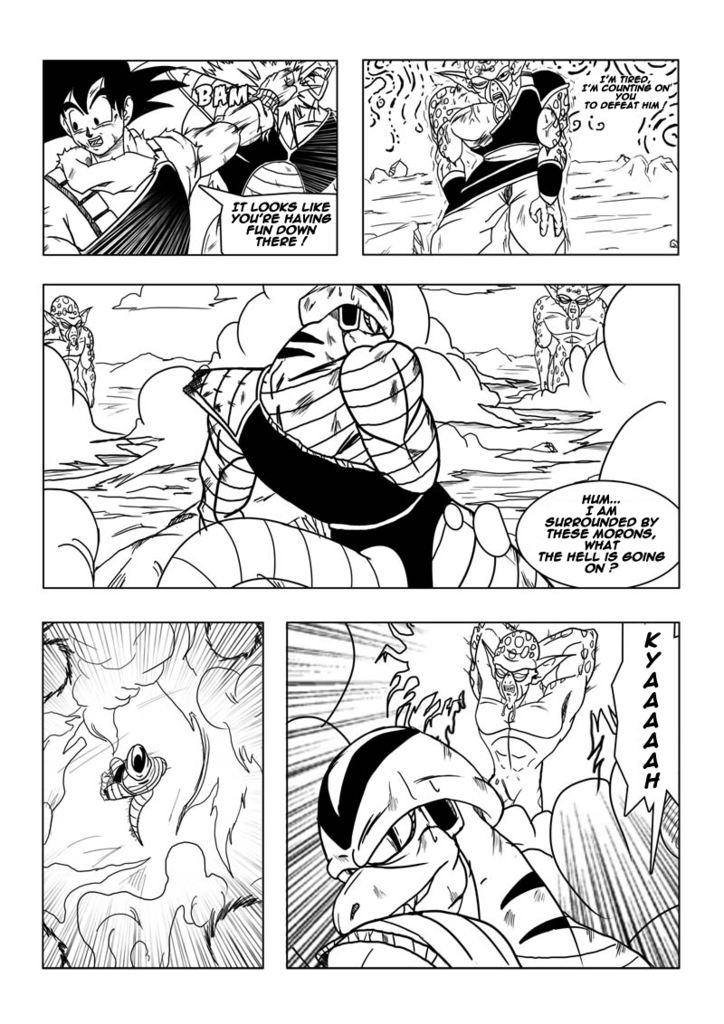 BAM
IT LOOKS LIKE
YOU'RE HAVING
FUN DOWN
THERE !
I'M TIRED,
I'M COUNTING ON
YOU
TO DEFEAT HIM !
HUM...
I AM
SURROUNDED BY
THESE MORONS,
WHAT
THE HELL IS GOING
ON ?
KYAAAAAH